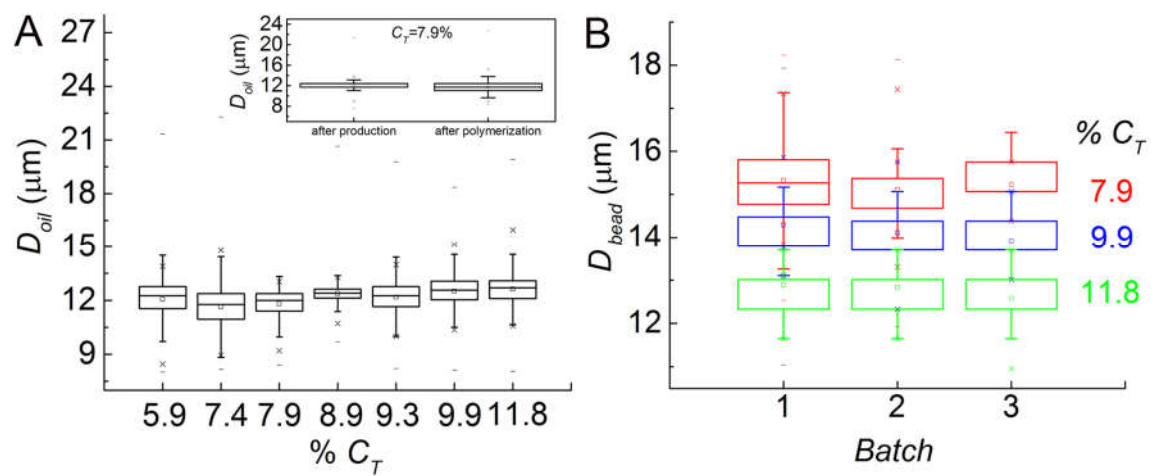 A
D_oil (μm)
27
24
21
18
15
12
9
5.9 7.4 7.9 8.9 9.3 9.9 11.8
% C_T
D_oil (μm)
24
20
16
12
8
C_T=7.9%
after production after polymerization
B
D_bead (μm)
18
16
14
12
1 2 3
Batch
% C_T
7.9
9.9
11.8